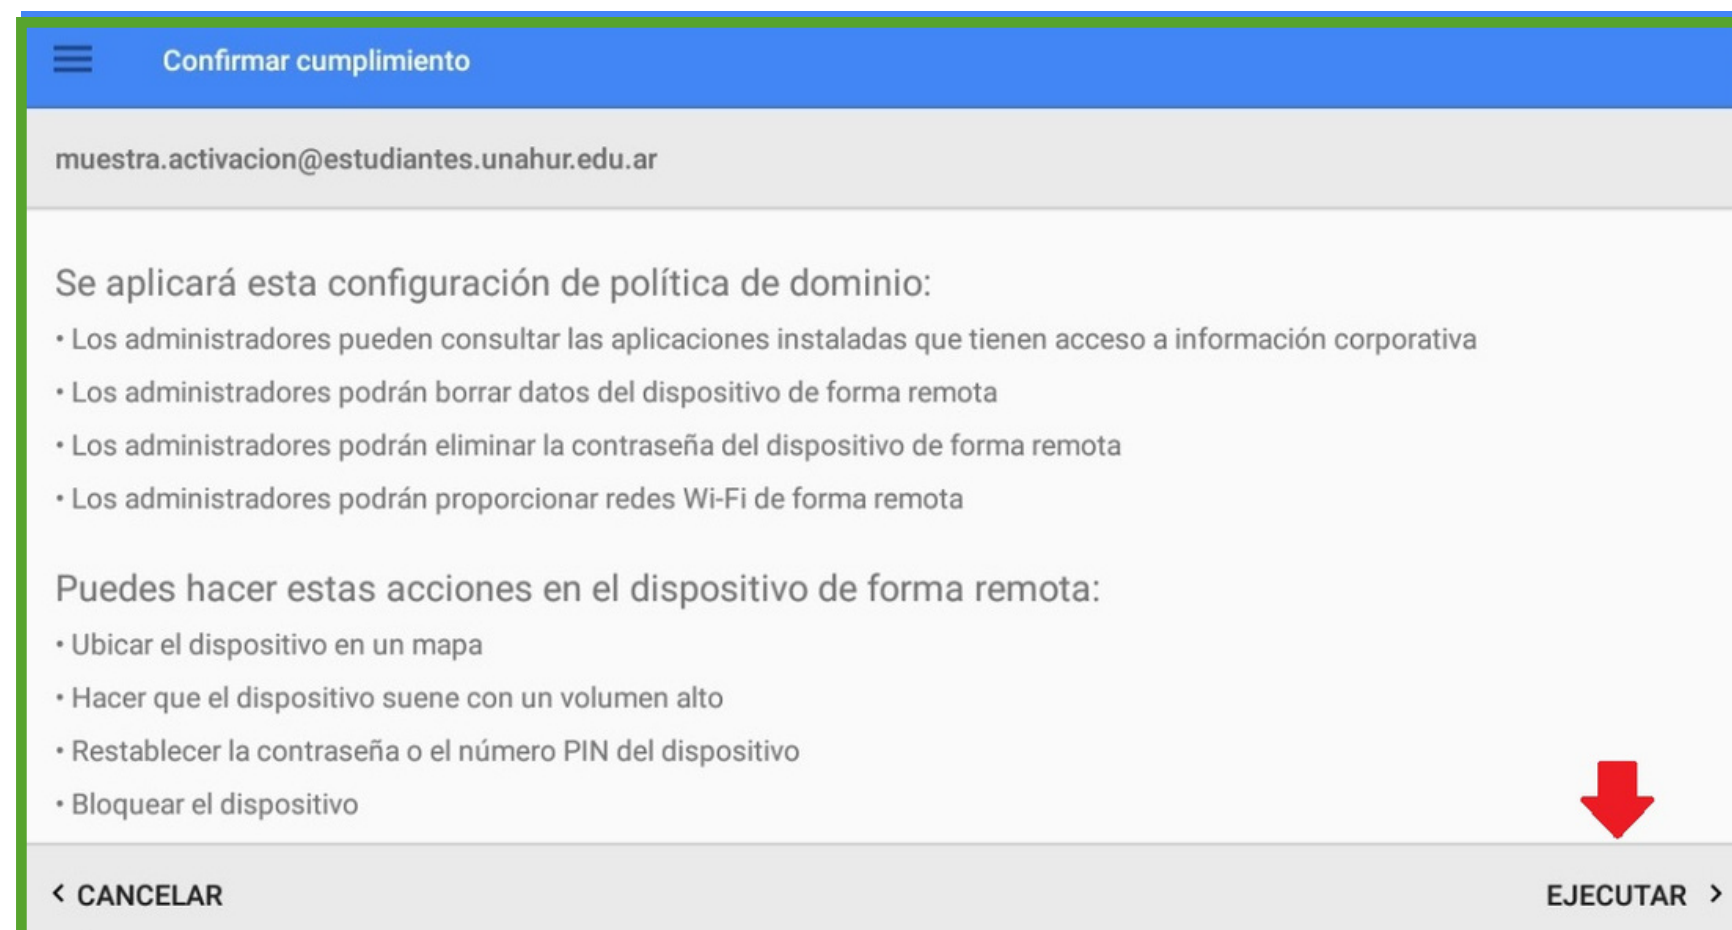 Confirmar cumplimiento
muestra.activacion@estudiantes.unahur.edu.ar
Se aplicará esta configuración de política de dominio:
• Los administradores pueden consultar las aplicaciones instaladas que tienen acceso a información corporativa
• Los administradores podrán borrar datos del dispositivo de forma remota
• Los administradores podrán eliminar la contraseña del dispositivo de forma remota
• Los administradores podrán proporcionar redes Wi-Fi de forma remota
Puedes hacer estas acciones en el dispositivo de forma remota:
• Ubicar el dispositivo en un mapa
• Hacer que el dispositivo suene con un volumen alto
• Restablecer la contraseña o el número PIN del dispositivo
• Bloquear el dispositivo
< CANCELAR
EJECUTAR >